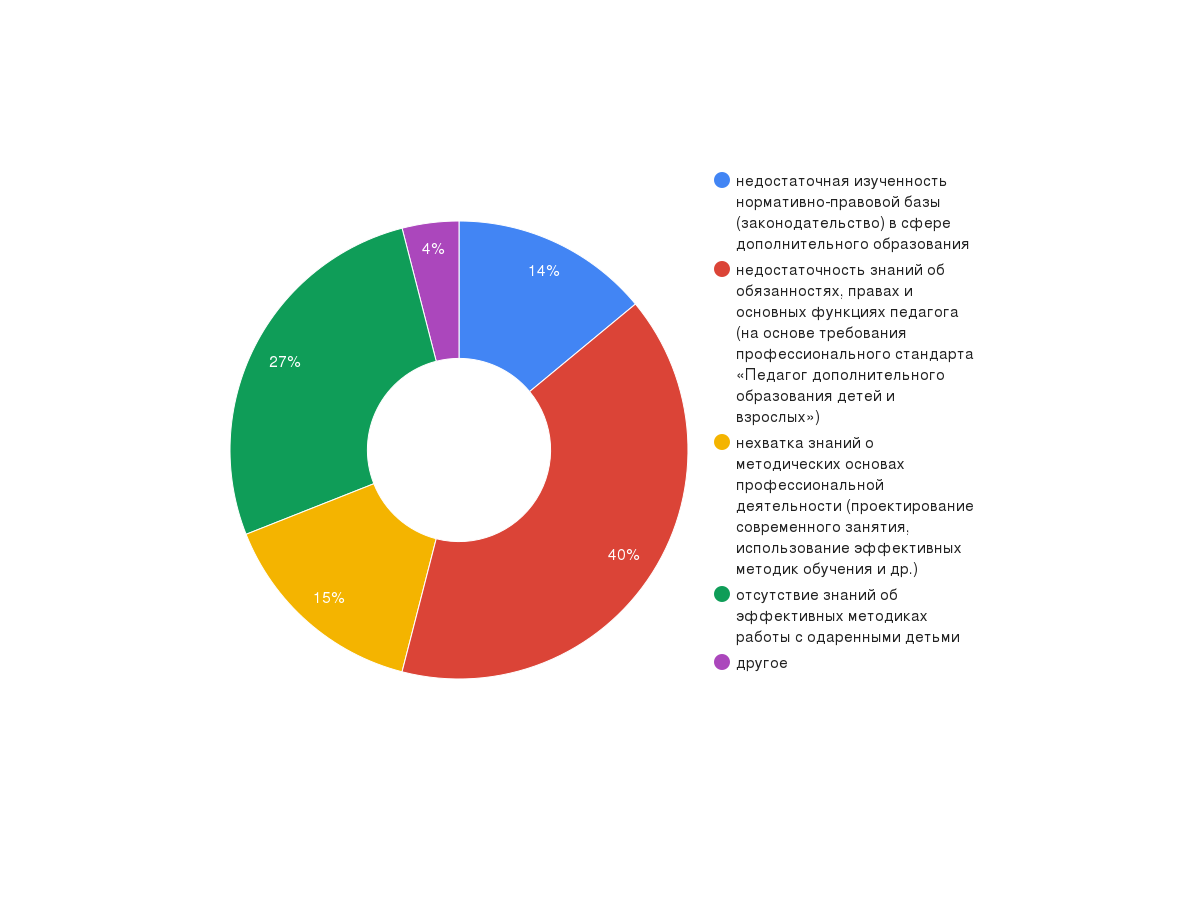 недостаточная изученность
нормативно-правовой базы
(законодательство) в сфере
дополнительного образования
недостаточность знаний об
обязанностях, правах и
основных функциях педагога
(на основе требования
профессионального стандарта
«Педагог дополнительного
образования детей и
взрослых»)
нехватка знаний о
методических основах
профессиональной
деятельности (проектирование
современного занятия,
использование эффективных
методик обучения и др.)
отсутствие знаний об
эффективных методиках
работы с одаренными детьми
другое
4%
14%
27%
40%
15%